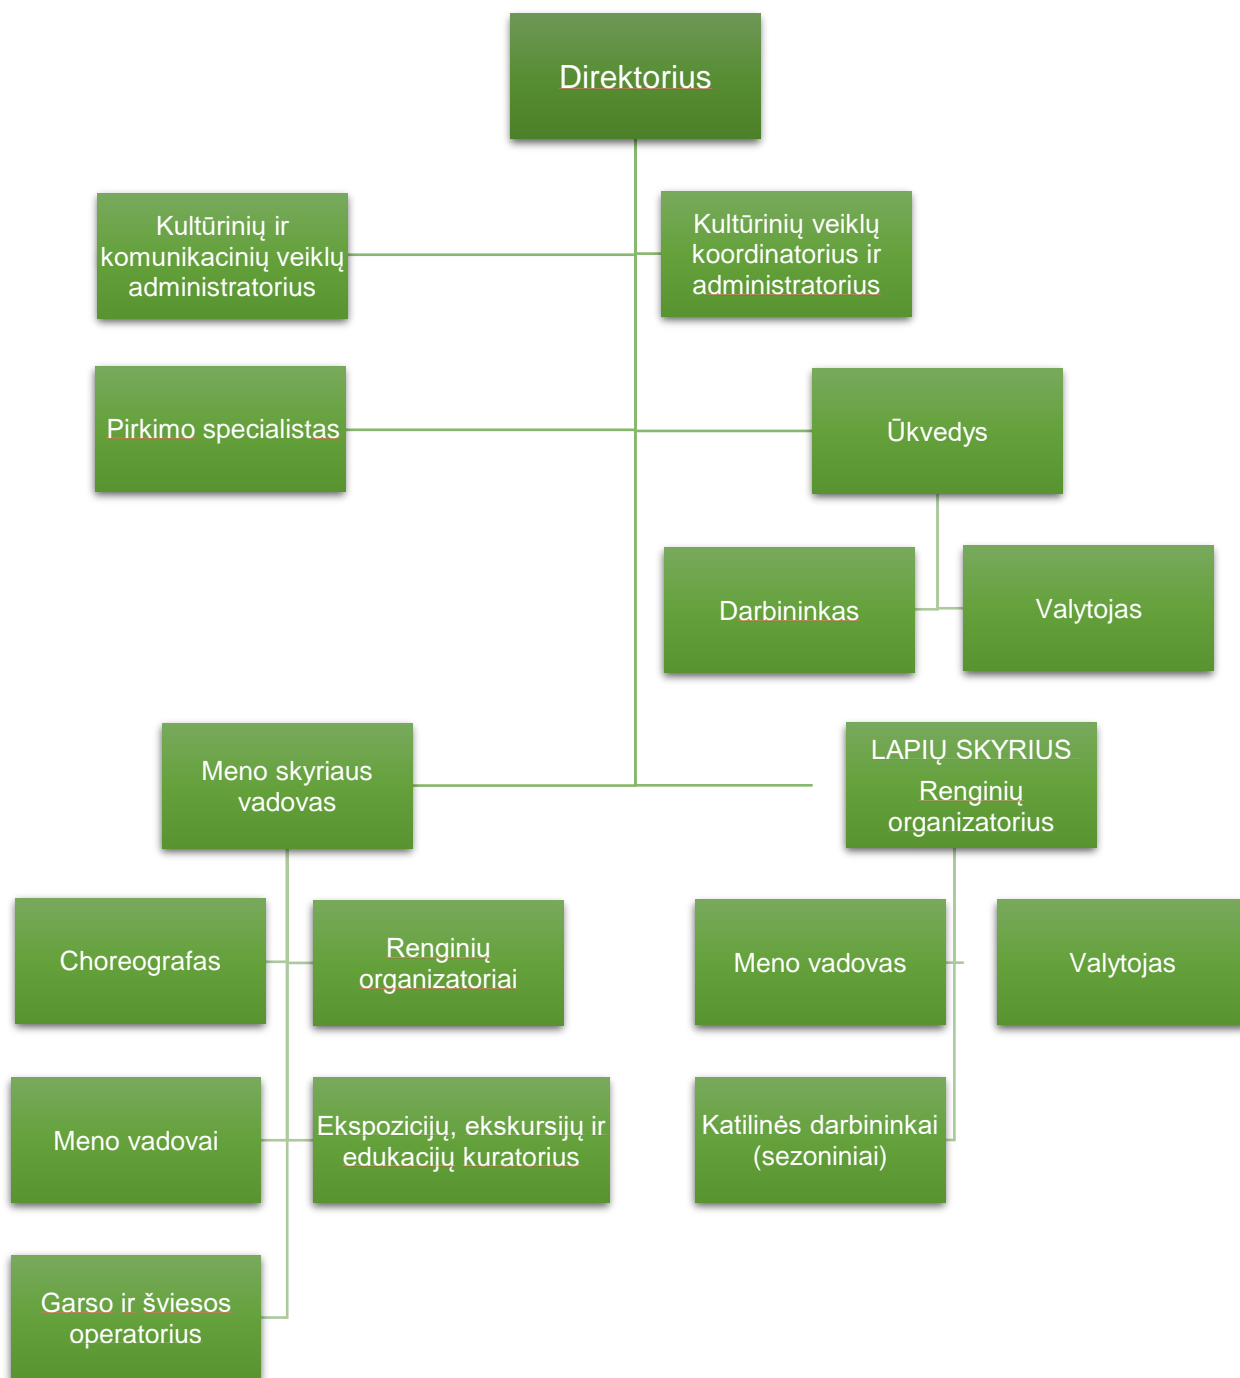 Direktorius
Kultūrinių ir
komunikacinių veiklų
administratorius
Kultūrinių veiklų
koordinatorius ir
administratorius
Pirkimo specialistas
Ūkvedys
Darbininkas
Valytojas
Meno skyriaus
vadovas
LAPIŲ SKYRIUS
Renginių
organizatorius
Choreografas
Renginių
organizatoriai
Meno vadovas
Valytojas
Meno vadovai
Ekspozicijų, ekskursijų ir
edukacijų kuratorius
Katilinės darbininkai
(sezoniniai)
Garso ir šviesos
operatorius